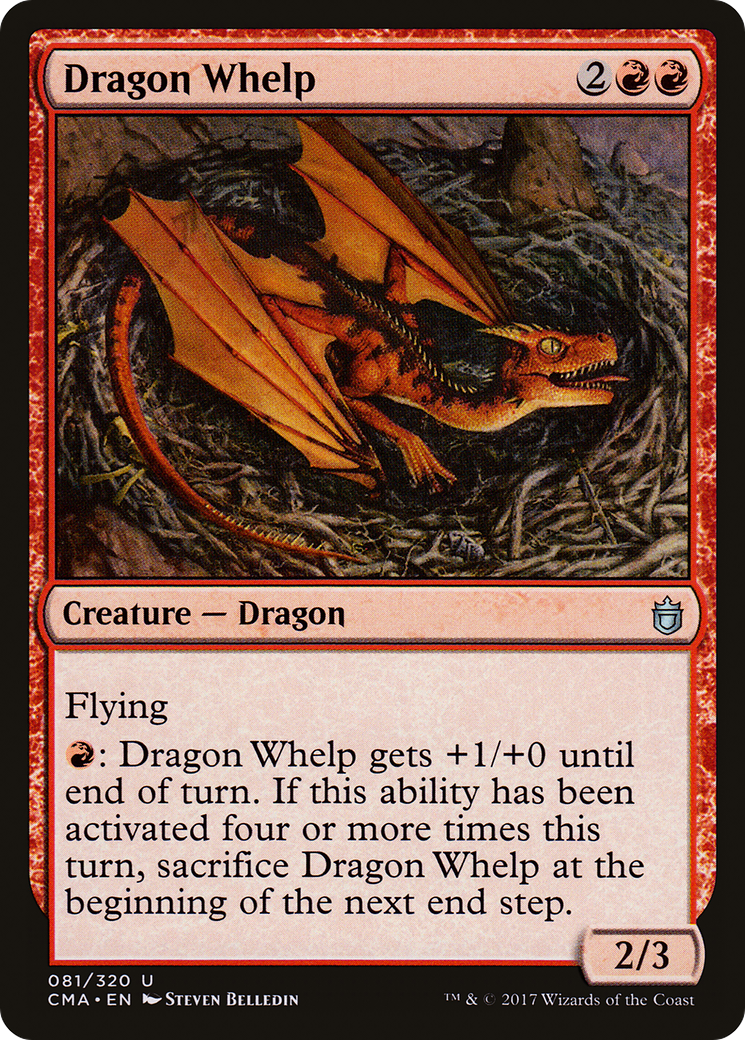 Dragon Whelp 2
Creature — Dragon
Flying
: Dragon Whelp gets +1/+0 until
end of turn. If this ability has been
activated four or more times this
turn, sacrifice Dragon Whelp at the
beginning of the next end step.
2/3
081/320 U
CMA • EN Steven Belledin
™ & © 2017 Wizards of the Coast